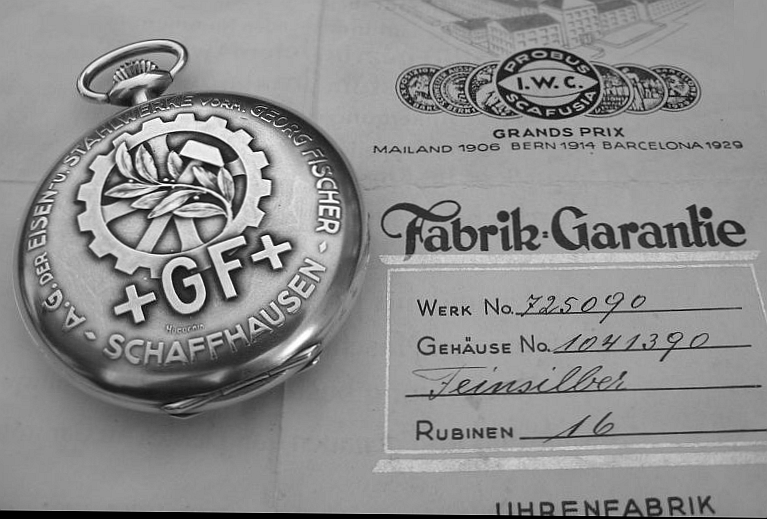 A.G. DER EISEN-U. STAHLWERKE VORM. GEORG FISCHER
+GF+
HUGUENIN
SCHAFFHAUSEN
PROBUS
I.W.C.
SCAFUSIA
GRANDS PRIX
MAILAND 1906 BERN 1914 BARCELONA 1929
Fabrik-Garantie
WERK No. 725090
GEHÄUSE No. 1041390
Feinsilber
RUBINEN 16
UHRENFABRIK